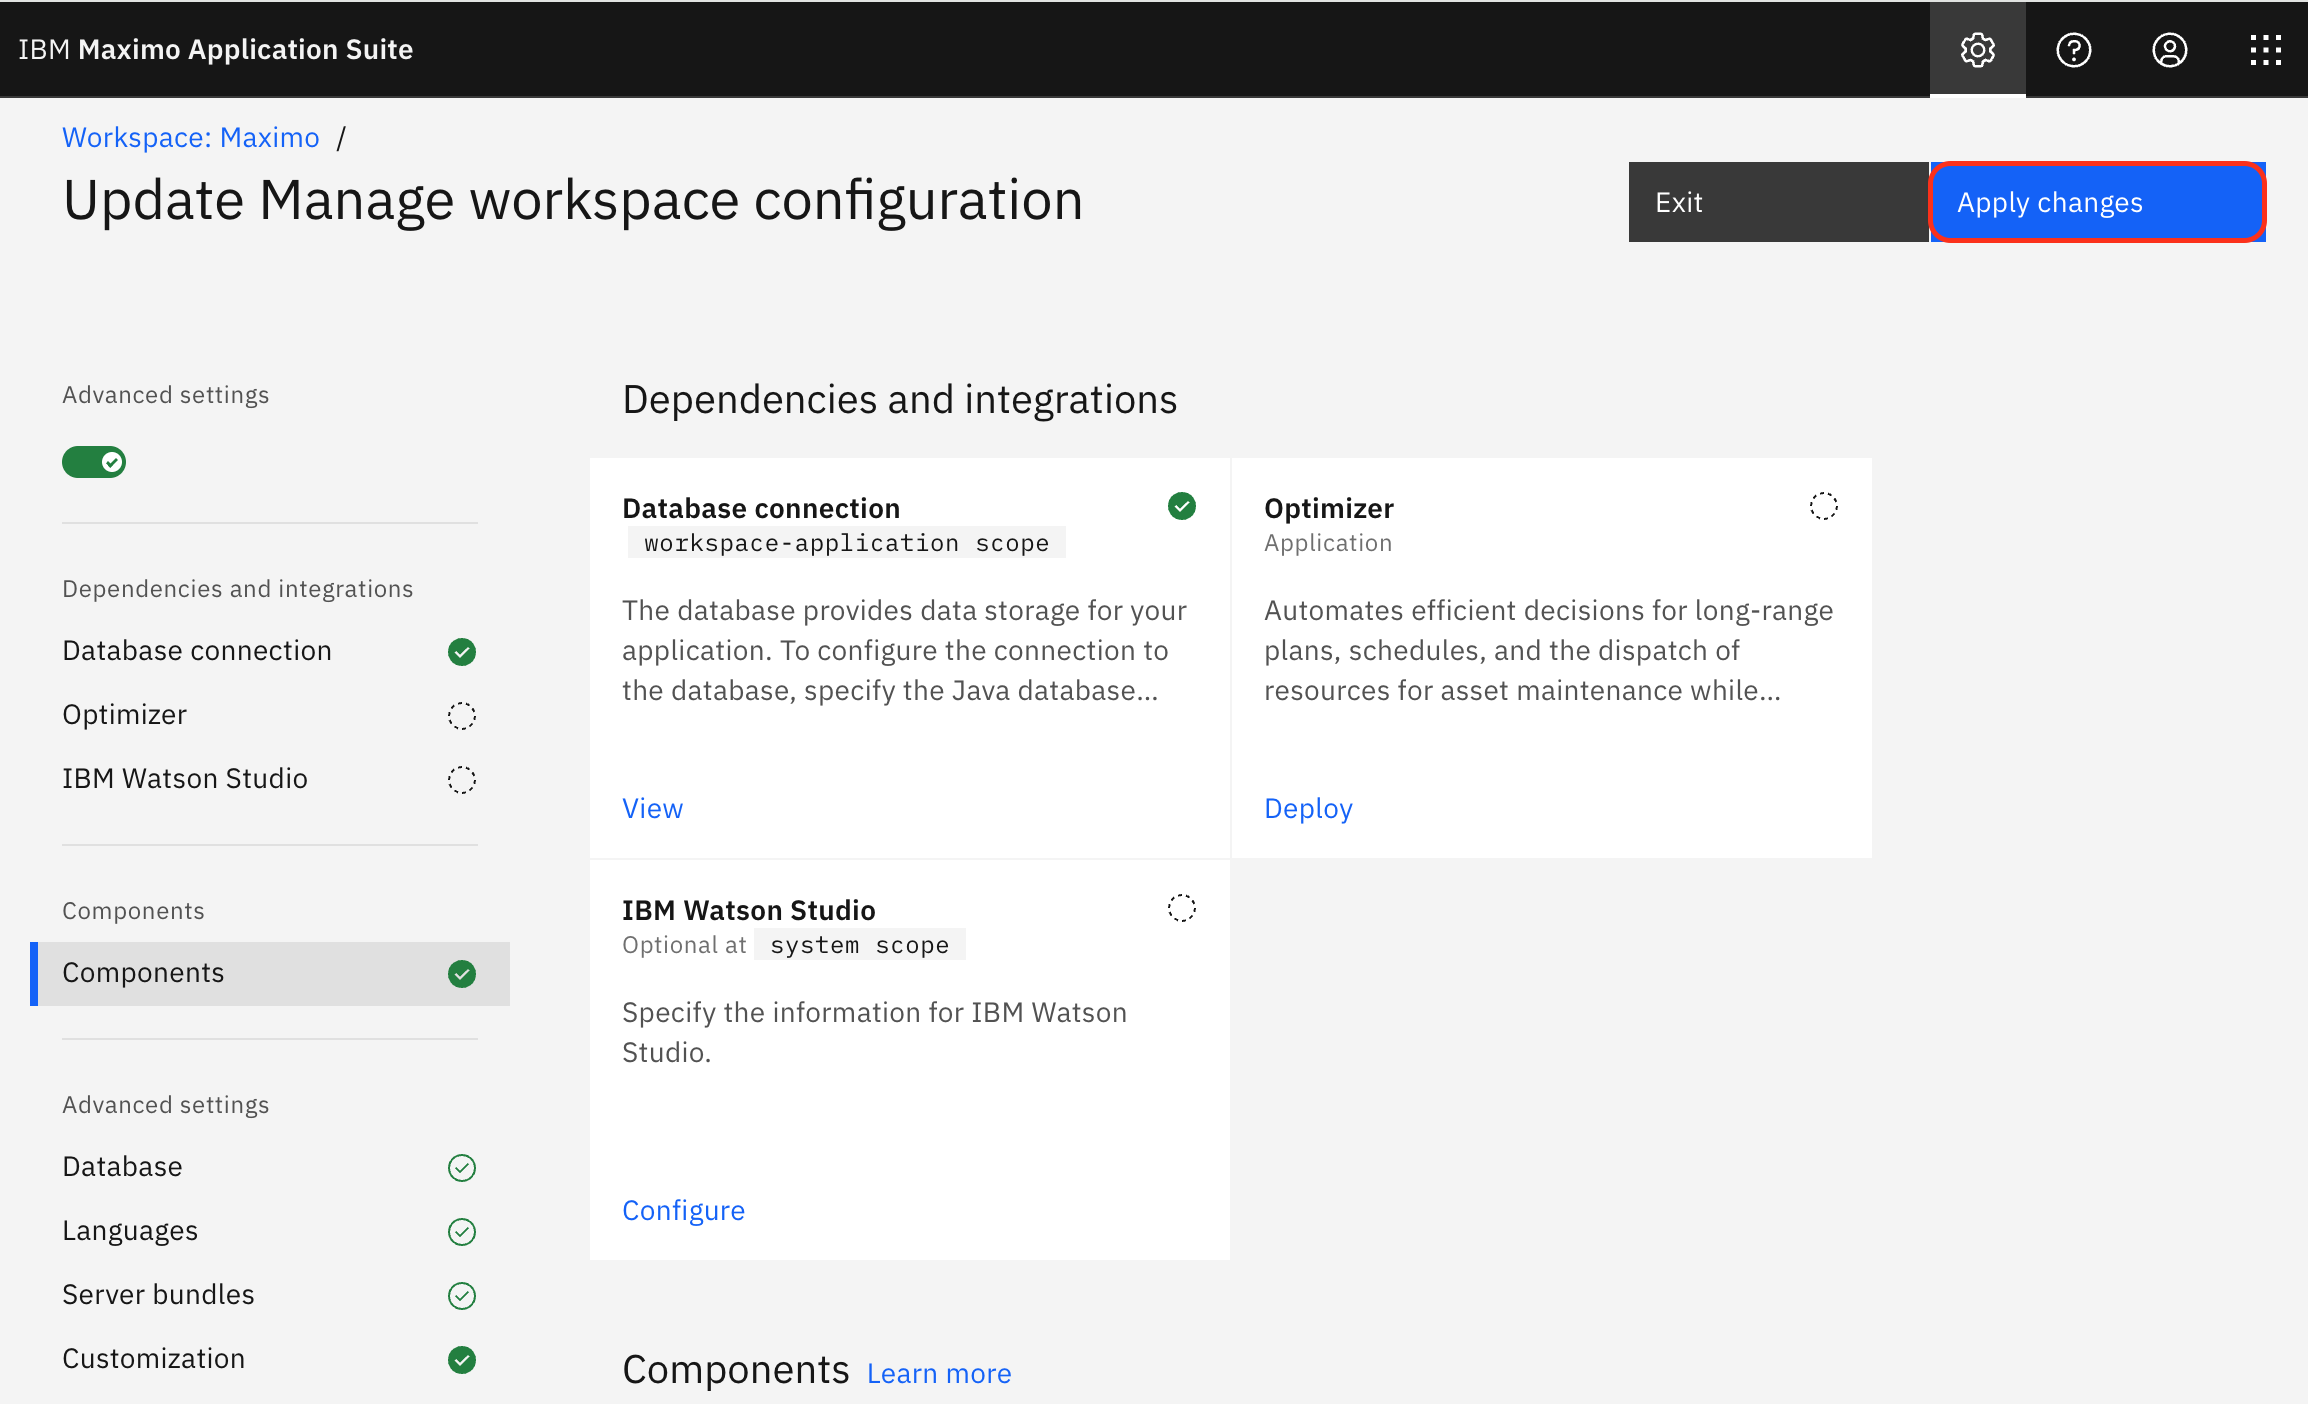 IBM Maximo Application Suite
Workspace: Maximo /
Update Manage workspace configuration
Exit
Apply changes
Advanced settings
Dependencies and integrations
Database connection
Optimizer
IBM Watson Studio
Components
Components
Advanced settings
Database
Languages
Server bundles
Customization
Dependencies and integrations
Database connection
workspace-application scope
The database provides data storage for your
application. To configure the connection to
the database, specify the Java database...
View
Optimizer
Application
Automates efficient decisions for long-range
plans, schedules, and the dispatch of
resources for asset maintenance while...
Deploy
IBM Watson Studio
Optional at system scope
Specify the information for IBM Watson
Studio.
Configure
Components Learn more